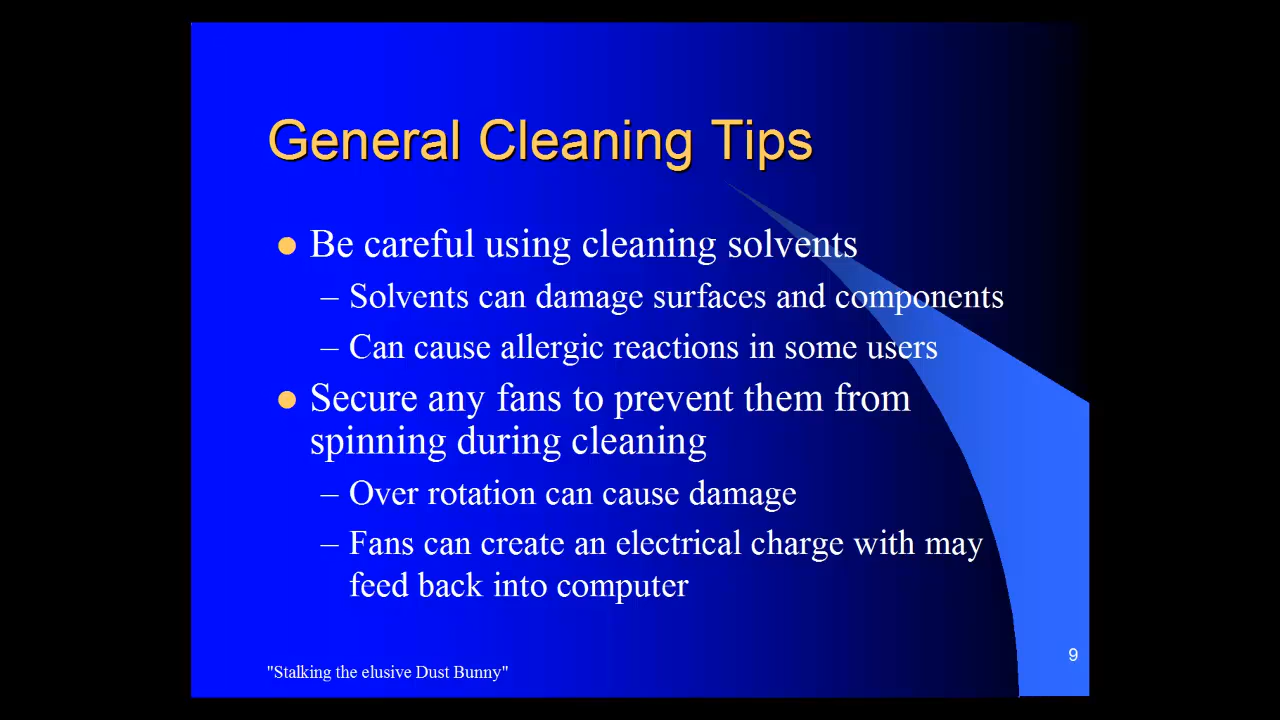 General Cleaning Tips
Be careful using cleaning solvents
– Solvents can damage surfaces and components
– Can cause allergic reactions in some users
Secure any fans to prevent them from
spinning during cleaning
– Over rotation can cause damage
– Fans can create an electrical charge with may
feed back into computer
"Stalking the elusive Dust Bunny"
9